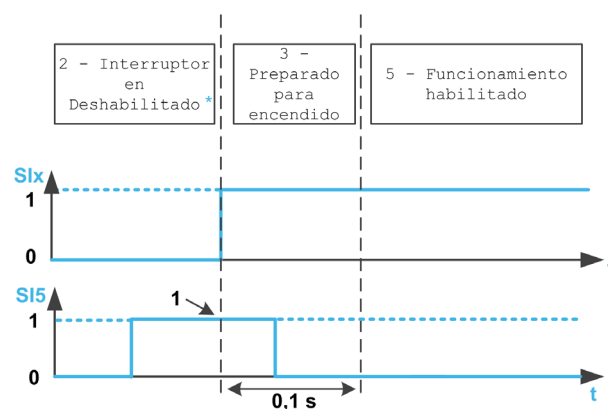 2 - Interruptor
en
Deshabilitado *
3 -
Preparado
para
encendido
5 - Funcionamiento
habilitado
SIx
1
0
SI5
1
1
0
0,1 s
t